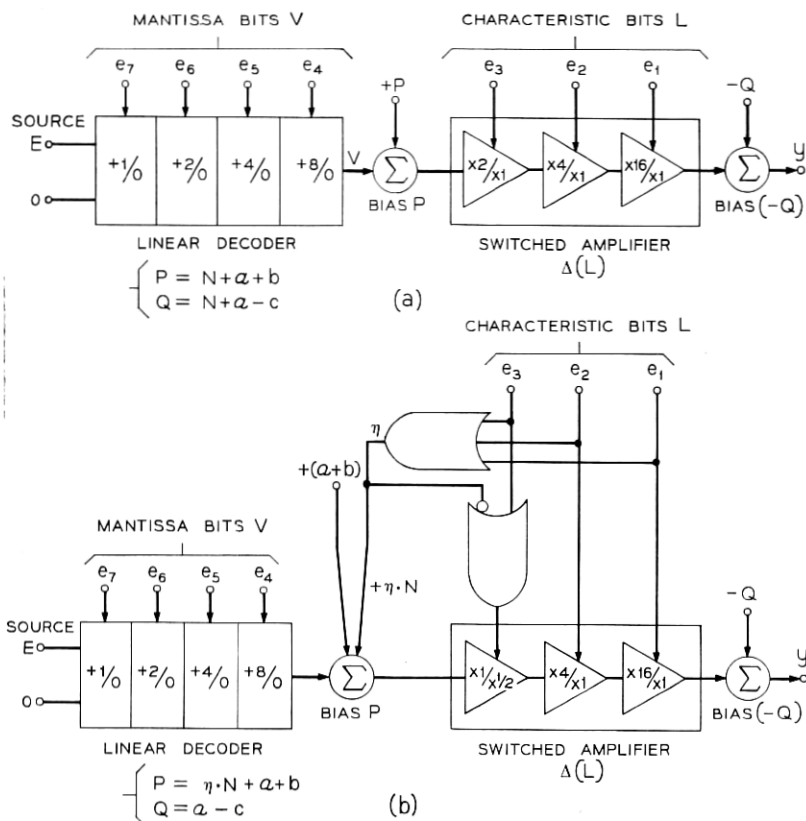 MANTISSA BITS V
CHARACTERISTIC BITS L
e7 e6 e5 e4
+P
e3 e2 e1
-Q
SOURCE
E
0
+1/0 +2/0 +4/0 +8/0
V
Σ
x2/x1 x4/x1 x16/x1
Σ
y
BIAS P
BIAS(-Q)
LINEAR DECODER
SWITCHED AMPLIFIER
Δ(L)
P = N+a+b
Q = N+a-c
(a)
CHARACTERISTIC BITS L
e3 e2 e1
η
+(a+b)
MANTISSA BITS V
e7 e6 e5 e4
+η·N
-Q
SOURCE
E
0
+1/0 +2/0 +4/0 +8/0
Σ
x1/x1/2 x4/x1 x16/x1
Σ
y
BIAS P
BIAS(-Q)
LINEAR DECODER
SWITCHED AMPLIFIER
Δ(L)
P = η·N+a+b
Q = a-c
(b)